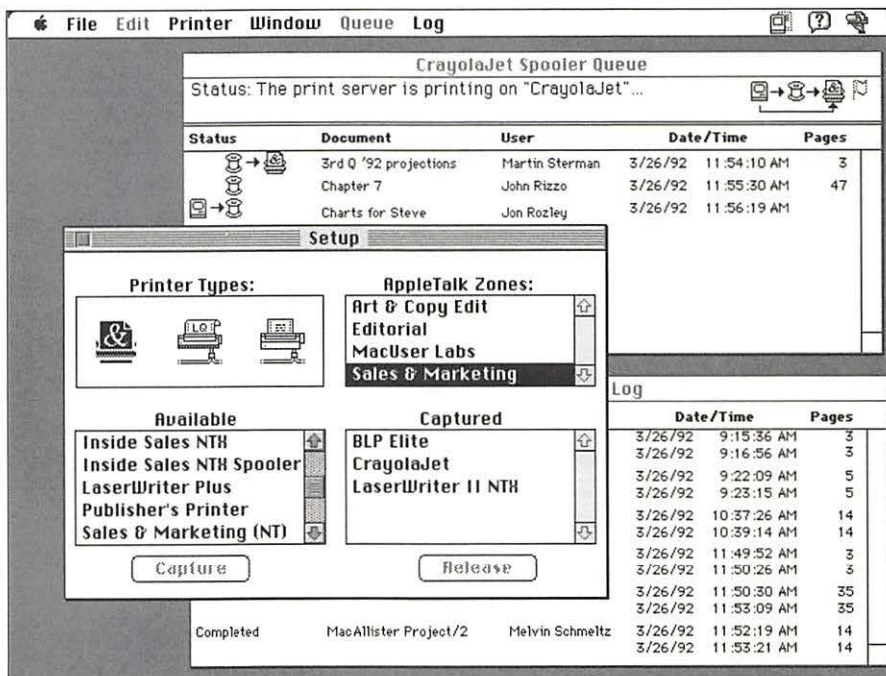 File Edit Printer Window Queue Log
CrayolaJet Spooler Queue
Status: The print server is printing on "CrayolaJet"...
Status Document User Date/Time Pages
3rd Q '92 projections Martin Sterman 3/26/92 11:54:10 AM 3
Chapter 7 John Rizzo 3/26/92 11:55:30 AM 47
Charts for Steve Jon Rozley 3/26/92 11:56:19 AM
Setup
Printer Types:
LQ
AppleTalk Zones:
Art & Copy Edit
Editorial
MacUser Labs
Sales & Marketing
Available
Inside Sales NTX
Inside Sales NTX Spooler
LaserWriter Plus
Publisher's Printer
Sales & Marketing (NT)
Capture
Captured
BLP Elite
CrayolaJet
LaserWriter II NTX
Release
Log
Date/Time Pages
3/26/92 9:15:36 AM 3
3/26/92 9:16:56 AM 3
3/26/92 9:22:09 AM 5
3/26/92 9:23:15 AM 5
3/26/92 10:37:26 AM 14
3/26/92 10:39:14 AM 14
3/26/92 11:49:52 AM 3
3/26/92 11:50:26 AM 3
3/26/92 11:50:30 AM 35
3/26/92 11:53:09 AM 35
Completed MacAllister Project/2 Melvin Schmeltz 3/26/92 11:52:19 AM 14
3/26/92 11:53:21 AM 14